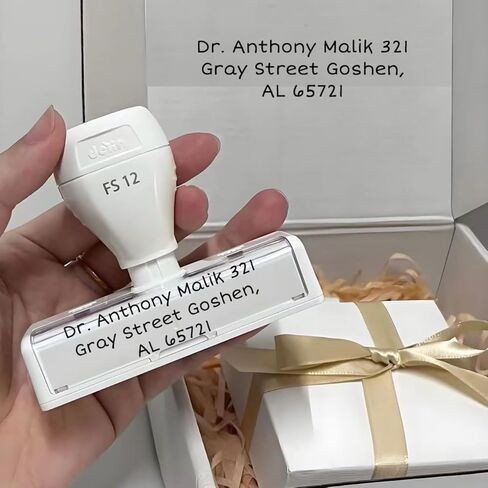 Dr. Anthony Malik 321
Gray Street Goshen,
AL 65721
FS 12
Dr. Anthony Malik 321
Gray Street Goshen,
AL 65721